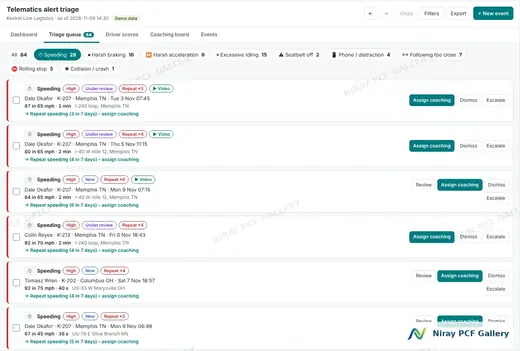 Telematics alert triage
Kestrel Line Logistics · as of 2026-11-09 14:30 Demo data
← → Undo Filters Export + New event
Dashboard Triage queue 84 Driver scores Coaching board Events
All 84 Speeding 28 Harsh braking 16 Harsh acceleration 6 Excessive idling 15 Seatbelt off 2 Phone / distraction 4 Following too close 7
Rolling stop 5 Collision / crash 1
Speeding High Under review Repeat ×3 ▶ Video
Dale Okafor · K-207 · Memphis TN · Tue 3 Nov 07:45
67 in 65 mph · 1 min I-240 loop, Memphis TN
→ Repeat speeding (3 in 7 days) – assign coaching
Assign coaching Dismiss Escalate
Speeding High Under review Repeat ×4 ▶ Video
Dale Okafor · K-207 · Memphis TN · Thu 5 Nov 11:15
80 in 65 mph · 2 min I-40 W mile 12, Memphis TN
→ Repeat speeding (4 in 7 days) – assign coaching
Assign coaching Dismiss Escalate
Speeding High New Repeat ×6 ▶ Video
Dale Okafor · K-207 · Memphis TN · Mon 9 Nov 07:15
84 in 65 mph · 2 min I-40 W mile 12, Memphis TN
→ Repeat speeding (6 in 7 days) – assign coaching
Review Assign coaching Dismiss
Escalate
Speeding High Under review Repeat ×4
Colin Reyes · K-213 · Memphis TN · Fri 6 Nov 18:43
92 in 70 mph · 2 min I-240 loop, Memphis TN
→ Repeat speeding (4 in 7 days) – assign coaching
Assign coaching Dismiss Escalate
Speeding High New Repeat ×4
Tomasz Wren · K-202 · Columbus OH · Sat 7 Nov 18:57
92 in 75 mph · 40 s US-33 W Marysville OH
→ Repeat speeding (4 in 7 days) – assign coaching
Review Assign coaching Dismiss
Escalate
Speeding High New Repeat ×5
Dale Okafor · K-207 · Memphis TN · Mon 9 Nov 06:48
67 in 45 mph · 38 s US-78 E Olive Branch MS
→ Repeat speeding (5 in 7 days) – assign coaching
Review Assign coaching Dismiss
Niray PCF Gallery
NIRAY PCF GALLERY